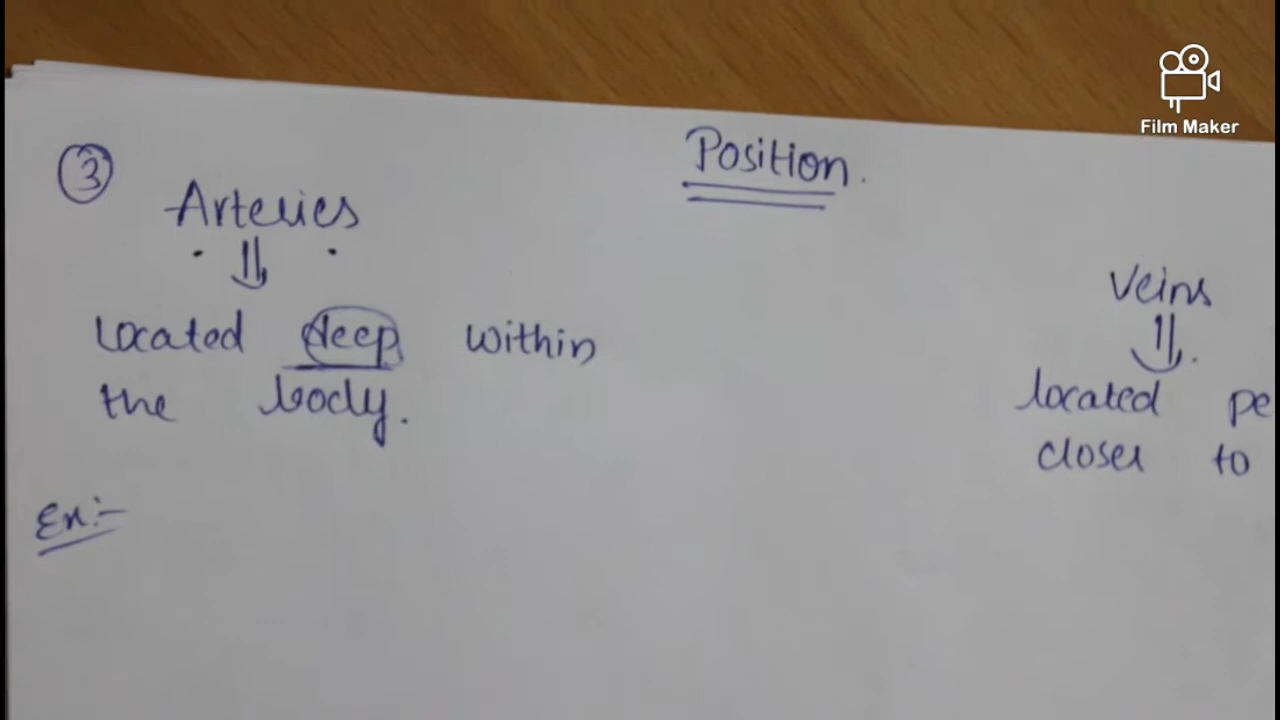 Film Maker
Position.
③
Arteries
⇓
located deep within
the body.
Ex:-
Veins
⇓
located pe
closer to